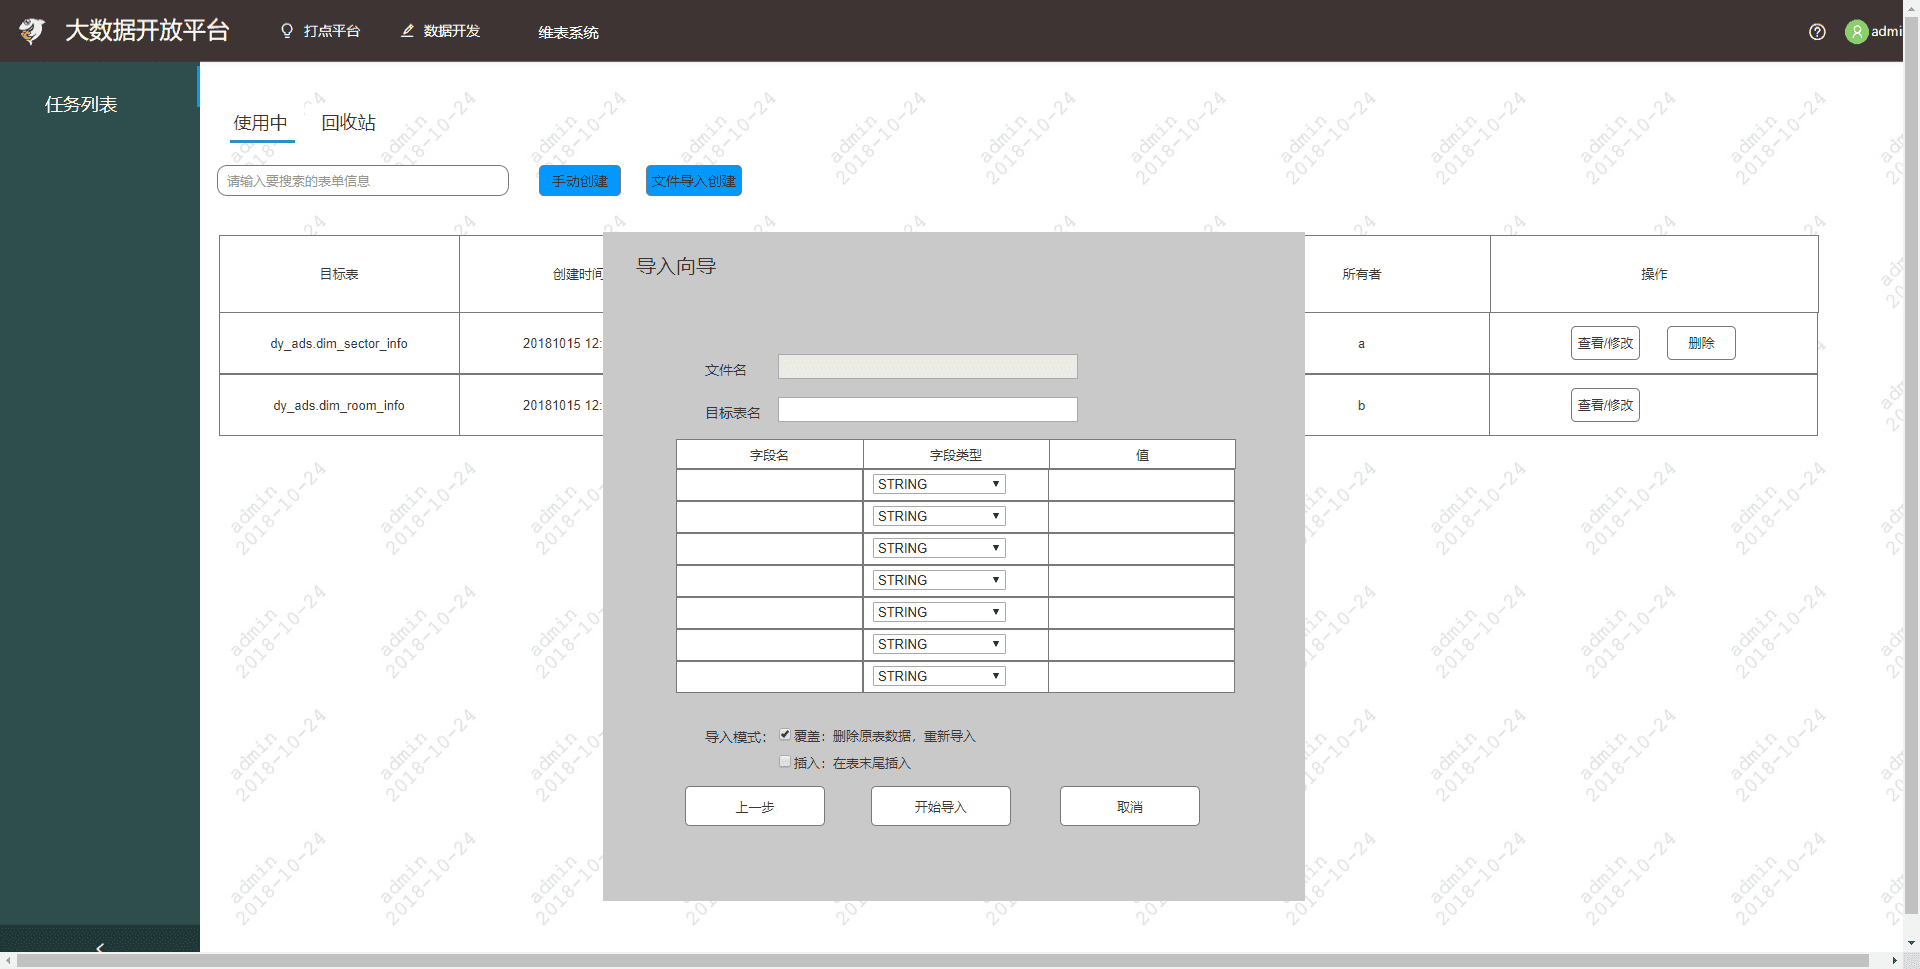 大数据开放平台
打点平台
数据开发
维表系统
admi
任务列表
使用中
回收站
请输入要搜索的表单信息
手动创建
文件导入创建
目标表
创建时间
所有者
操作
dy_ads.dim_sector_info
20181015 12:
a
查看/修改
删除
dy_ads.dim_room_info
20181015 12:
b
查看/修改
导入向导
文件名
目标表名
字段名
字段类型
值
STRING
STRING
STRING
STRING
STRING
STRING
STRING
导入模式：
覆盖：删除原表数据，重新导入
插入：在表末尾插入
上一步
开始导入
取消
admin
2018-10-24